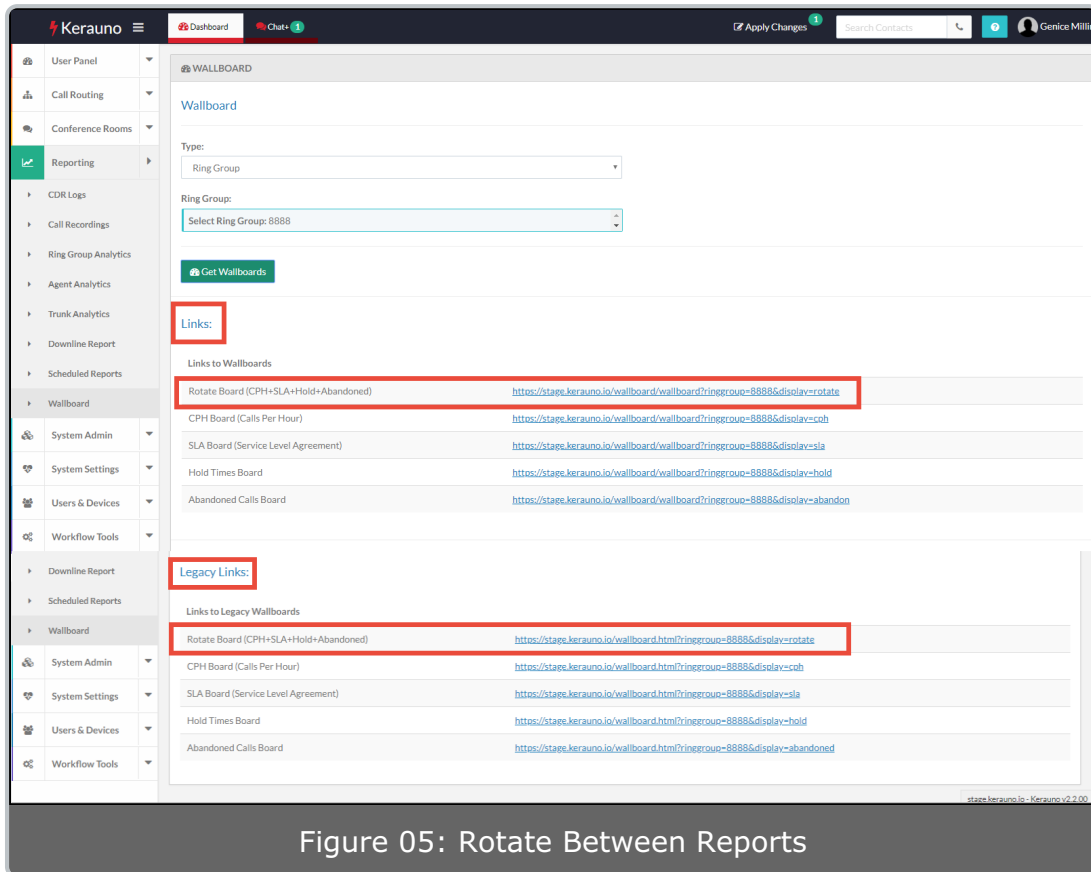 Kerauno
Dashboard
Chat+ 1
Apply Changes 1
Search Contacts
Genice Millin
User Panel
Call Routing
Conference Rooms
Reporting
CDR Logs
Call Recordings
Ring Group Analytics
Agent Analytics
Trunk Analytics
Downline Report
Scheduled Reports
Wallboard
System Admin
System Settings
Users & Devices
Workflow Tools
Downline Report
Scheduled Reports
Wallboard
System Admin
System Settings
Users & Devices
Workflow Tools
WALLBOARD
Wallboard
Type:
Ring Group
Ring Group:
Select Ring Group: 8888
Get Wallboards
Links:
Links to Wallboards
Rotate Board (CPH+SLA+Hold+Abandoned) https://stage.kerauno.io/wallboard/wallboard?ringgroup=8888&display=rotate
CPH Board (Calls Per Hour) https://stage.kerauno.io/wallboard/wallboard?ringgroup=8888&display=cph
SLA Board (Service Level Agreement) https://stage.kerauno.io/wallboard/wallboard?ringgroup=8888&display=sla
Hold Times Board https://stage.kerauno.io/wallboard/wallboard?ringgroup=8888&display=hold
Abandoned Calls Board https://stage.kerauno.io/wallboard/wallboard?ringgroup=8888&display=abandon
Legacy Links:
Links to Legacy Wallboards
Rotate Board (CPH+SLA+Hold+Abandoned) https://stage.kerauno.io/wallboard.html?ringgroup=8888&display=rotate
CPH Board (Calls Per Hour) https://stage.kerauno.io/wallboard.html?ringgroup=8888&display=cph
SLA Board (Service Level Agreement) https://stage.kerauno.io/wallboard.html?ringgroup=8888&display=sla
Hold Times Board https://stage.kerauno.io/wallboard.html?ringgroup=8888&display=hold
Abandoned Calls Board https://stage.kerauno.io/wallboard.html?ringgroup=8888&display=abandoned
stage.kerauno.io - Kerauno v2.2.00
Figure 05: Rotate Between Reports